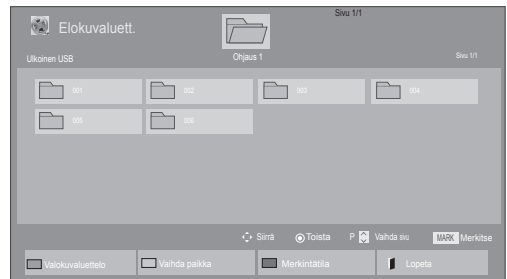 Sivu 1/1
Elokuvaluett.
Ulkoinen USB
Ohjaus 1
Sivu 1/1
001
002
003
004
005
006
Siirrä Toista P Vaihda sivu MARK Merkitse
Valokuvaluettelo Vaihda paikka Merkintätila Lopeta